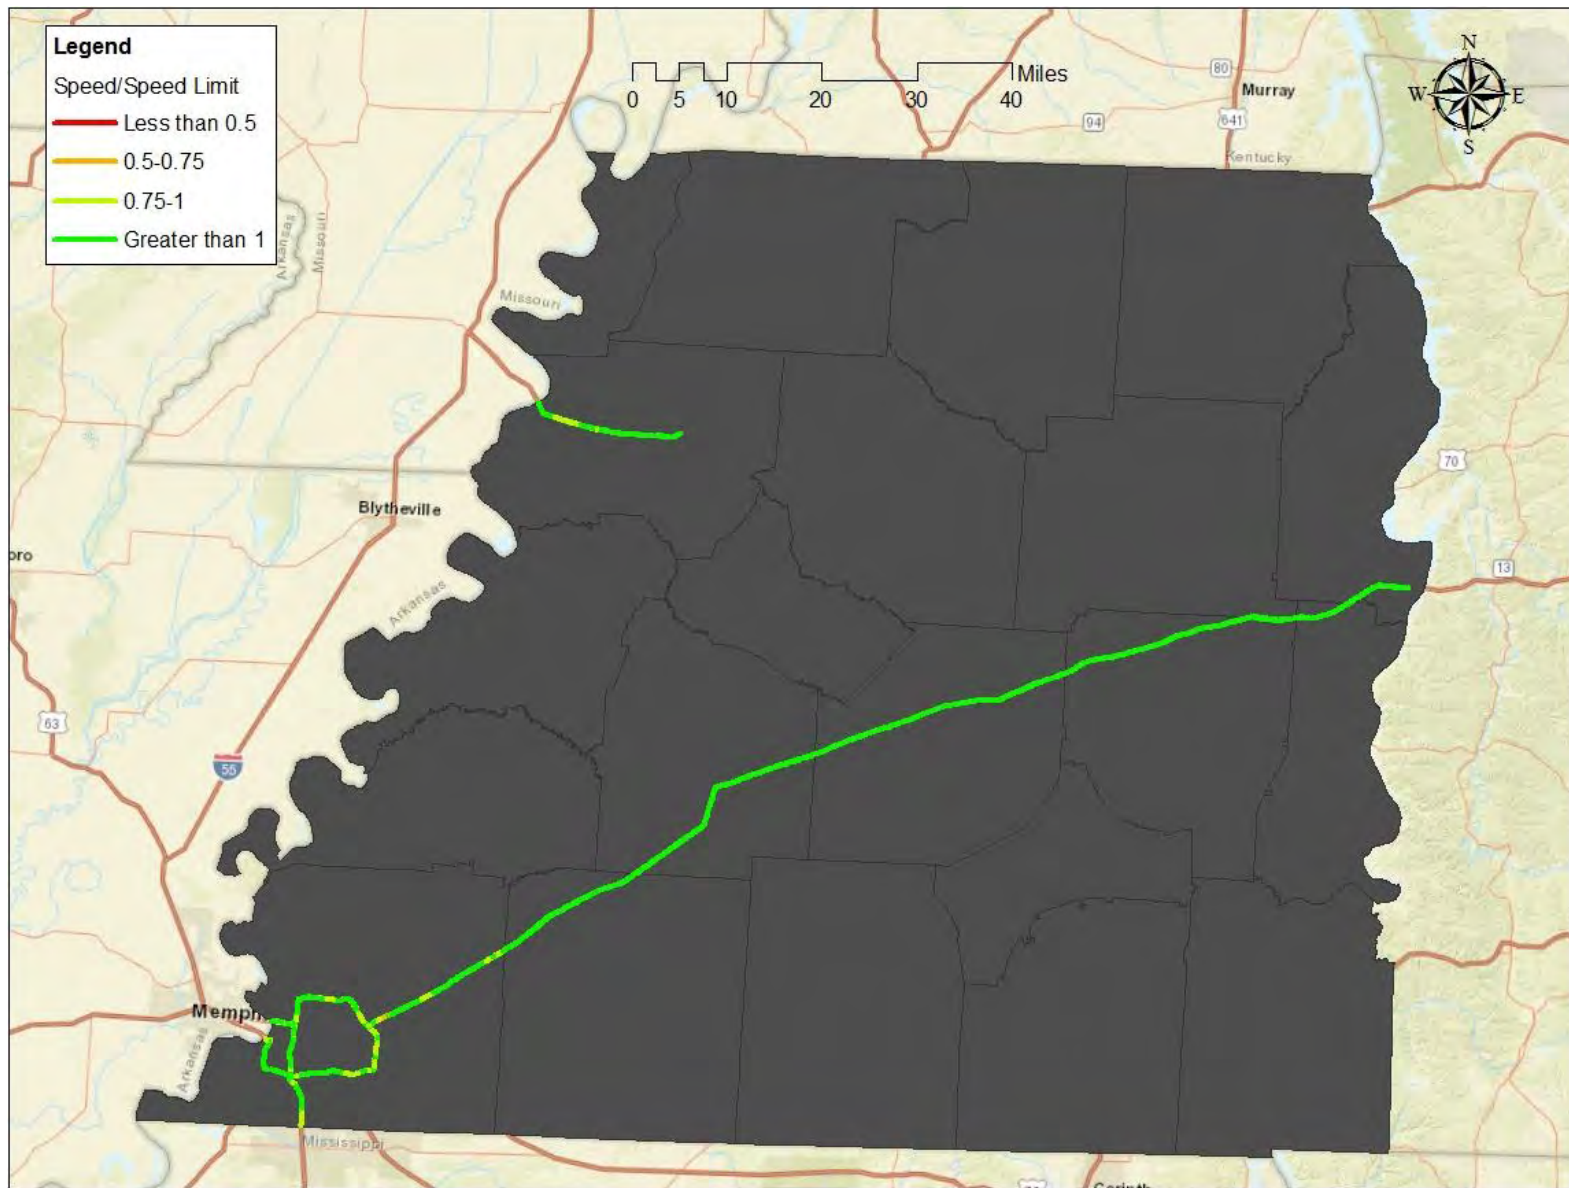 Legend
Speed/Speed Limit
Less than 0.5
0.5-0.75
0.75-1
Greater than 1
Miles
0 5 10 20 30 40
N
W E
S
80
Murray
94
641
Kentucky
Arkansas
Missouri
Missouri
70
Blytheville
oro
13
Arkansas
63
55
Memph
Arkansas
Mississippi
Corinth